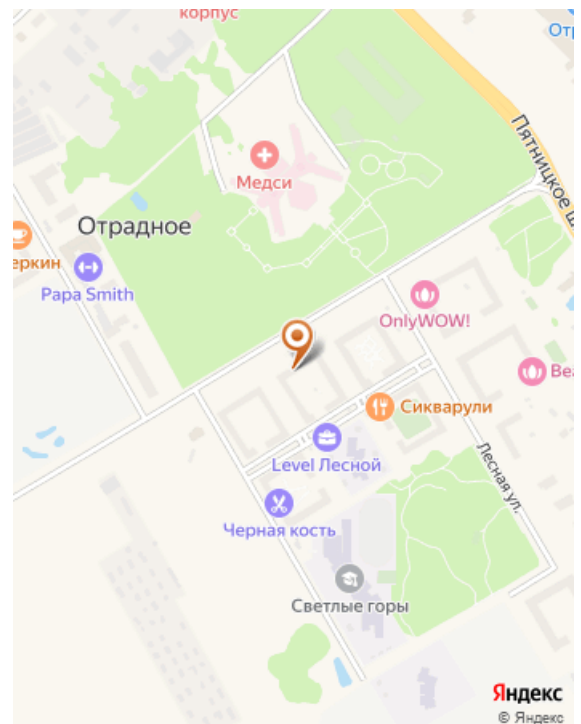 корпус
Отр
Пятницкое ш
Медси
Отрадное
еркин
Papa Smith
OnlyWOW!
Bea
Сикварули
Level Лесной
Лесная ул.
Черная кость
Светлые горы
Яндекс
© Яндекс